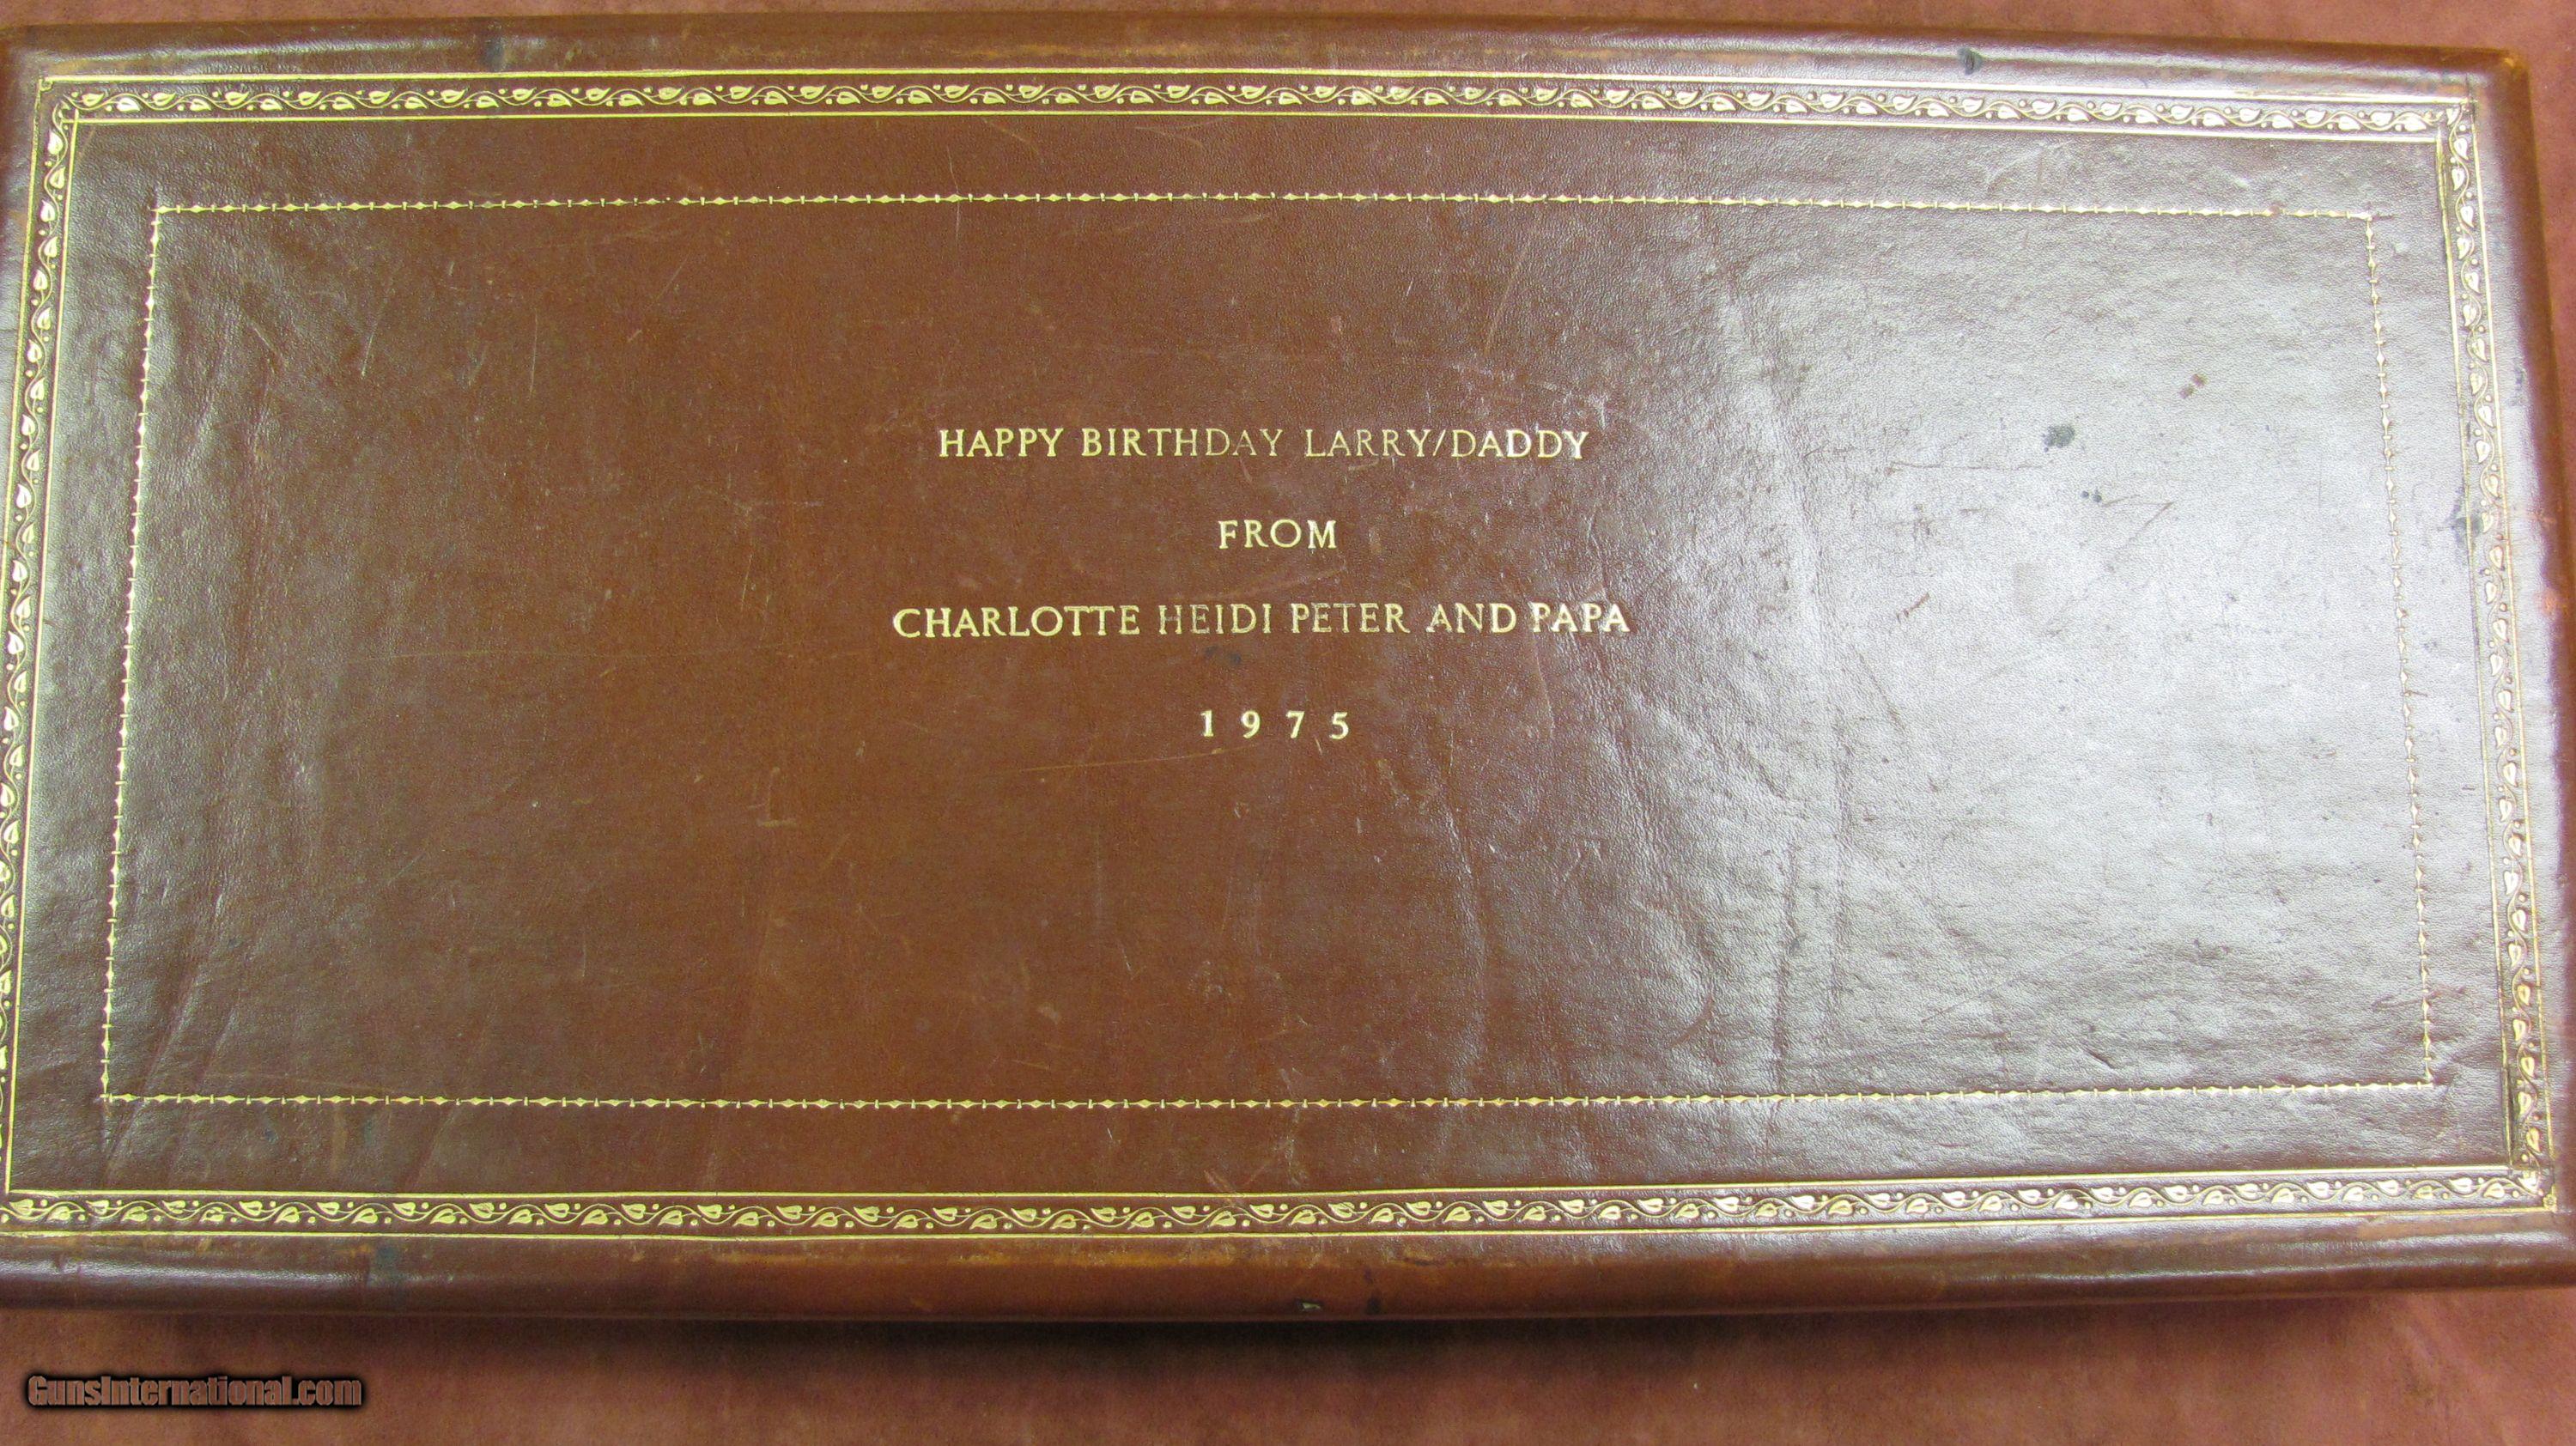 HAPPY BIRTHDAY LARRY/DADDY
FROM
CHARLOTTE HEIDI PETER AND PAPA
1975
GunsInternational.com